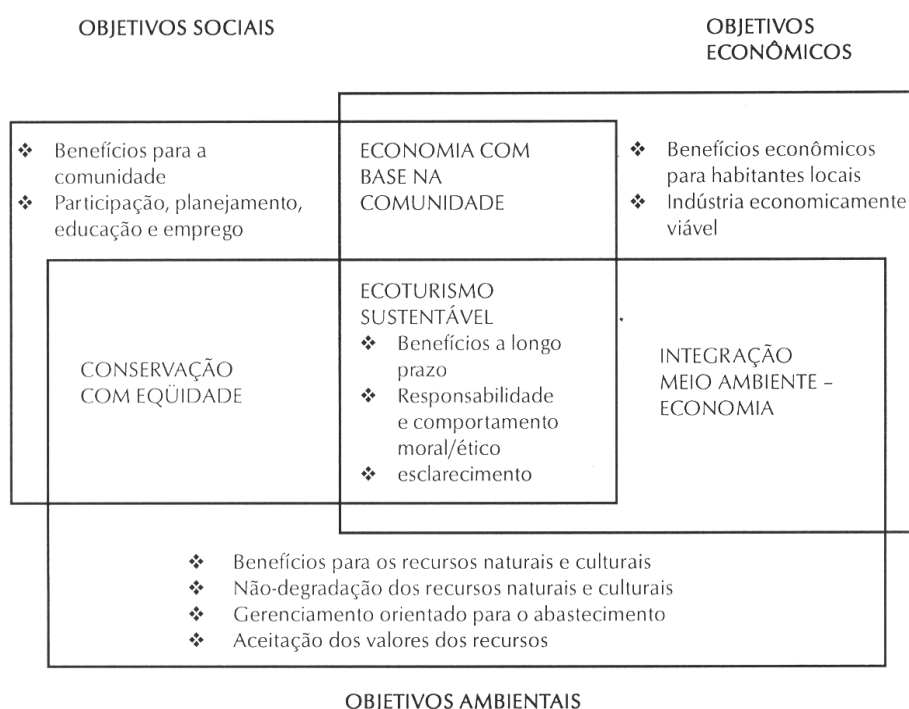 OBJETIVOS SOCIAIS
OBJETIVOS
ECONÔMICOS
❖ Benefícios para a
comunidade
❖ Participação, planejamento,
educação e emprego
ECONOMIA COM
BASE NA
COMUNIDADE
❖ Benefícios econômicos
para habitantes locais
❖ Indústria economicamente
viável
CONSERVAÇÃO
COM EQÜIDADE
ECOTURISMO
SUSTENTÁVEL
❖ Benefícios a longo
prazo
❖ Responsabilidade
e comportamento
moral/ético
❖ esclarecimento
INTEGRAÇÃO
MEIO AMBIENTE –
ECONOMIA
❖ Benefícios para os recursos naturais e culturais
❖ Não-degradação dos recursos naturais e culturais
❖ Gerenciamento orientado para o abastecimento
❖ Aceitação dos valores dos recursos
OBJETIVOS AMBIENTAIS